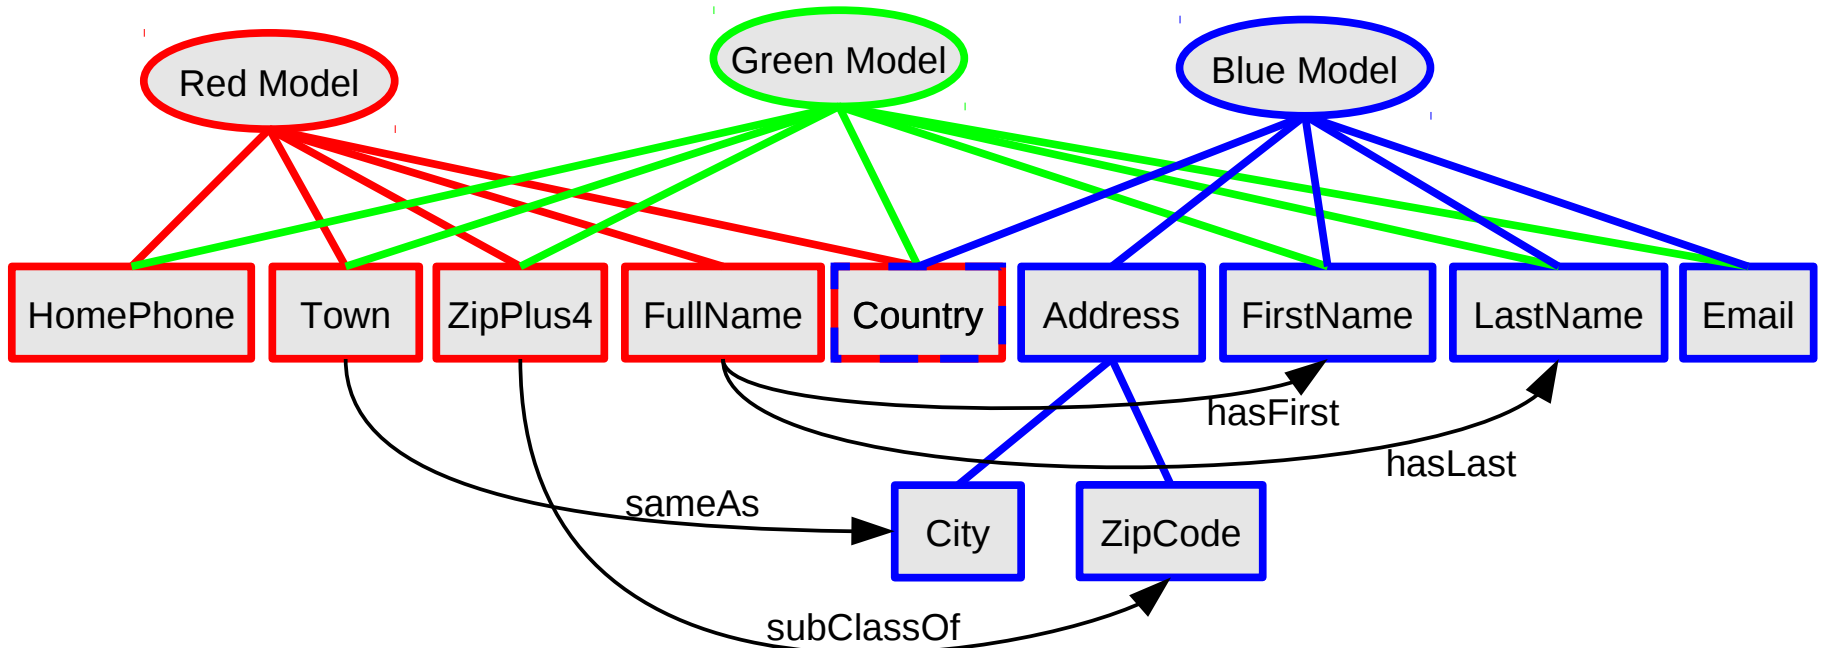 Red Model
Green Model
Blue Model
HomePhone
Town
ZipPlus4
FullName
Country
Address
FirstName
LastName
Email
hasFirst
hasLast
sameAs
City
ZipCode
subClassOf